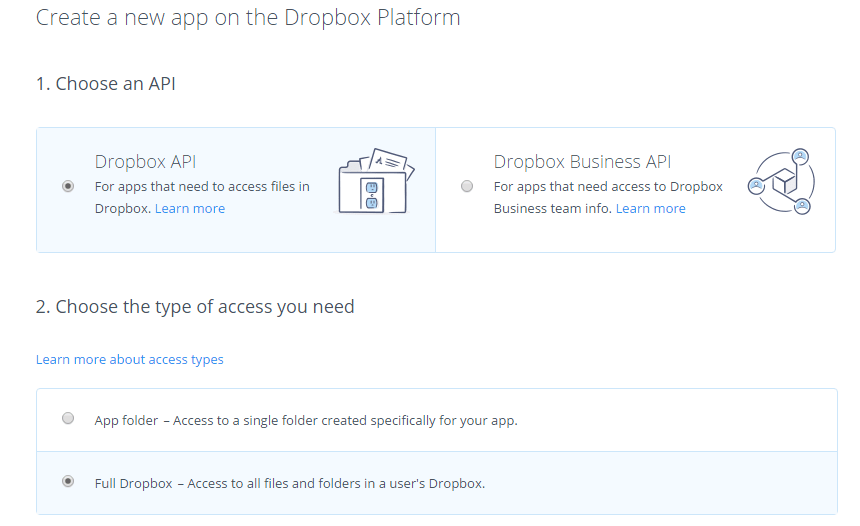 Create a new app on the Dropbox Platform
1. Choose an API
Dropbox API
For apps that need to access files in
Dropbox. Learn more
Dropbox Business API
For apps that need access to Dropbox
Business team info. Learn more
2. Choose the type of access you need
Learn more about access types
App folder – Access to a single folder created specifically for your app.
Full Dropbox – Access to all files and folders in a user's Dropbox.